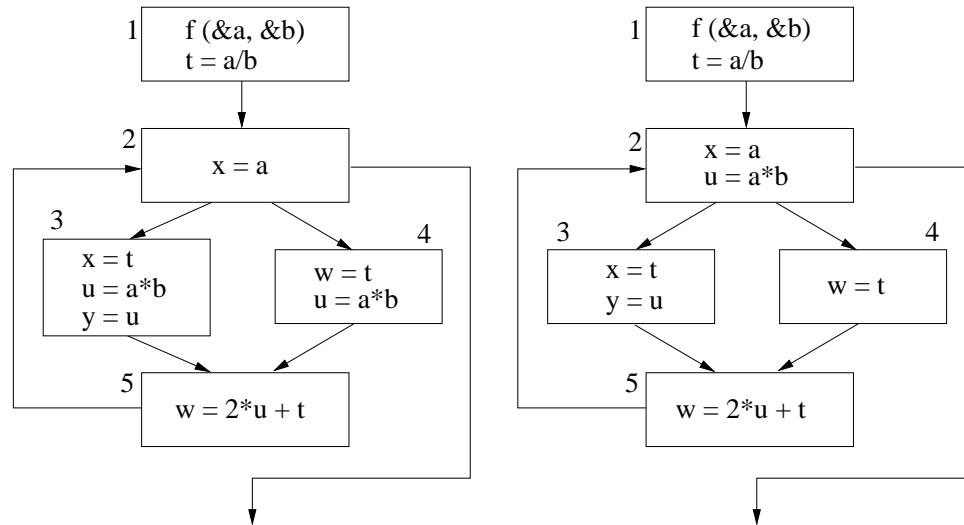 1
f (&a, &b)
t = a/b
2
x = a
3
x = t
u = a*b
y = u
4
w = t
u = a*b
5
w = 2*u + t
1
f (&a, &b)
t = a/b
2
x = a
u = a*b
3
x = t
y = u
4
w = t
5
w = 2*u + t